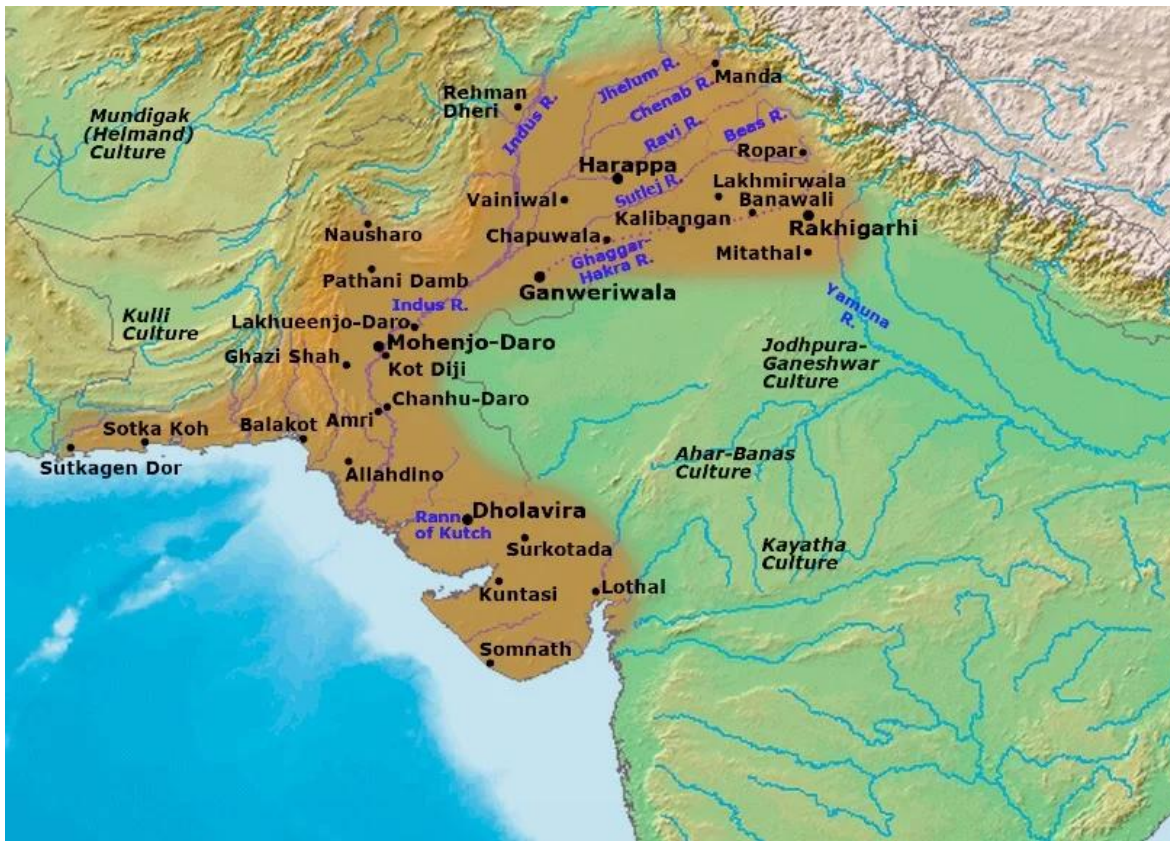 Manda
Rehman
Dheri
Jhelum R.
Chenab R.
Indus R.
Mundigak
(Helmand)
Culture
Ravi R.
Beas R.
Ropar
Harappa
Sutlej R.
Lakhmirwala
Vainiwal
Banawali
Kalibangan
Rakhigarhi
Nausharo
Chapuwala
Mitathal
Ghaggar-
Hakra R.
Pathani Damb
Ganweriwala
Indus R.
Yamuna
R.
Kulli
Culture
Lakhueenjo-Daro
Mohenjo-Daro
Ghazi Shah
Kot Diji
Jodhpura-
Ganeshwar
Culture
Chanhu-Daro
Amri
Balakot
Sotka Koh
Sutkagen Dor
Allahdino
Ahar-Banas
Culture
Dholavira
Rann
of Kutch
Surkotada
Kayatha
Culture
Kuntasi
Lothal
Somnath